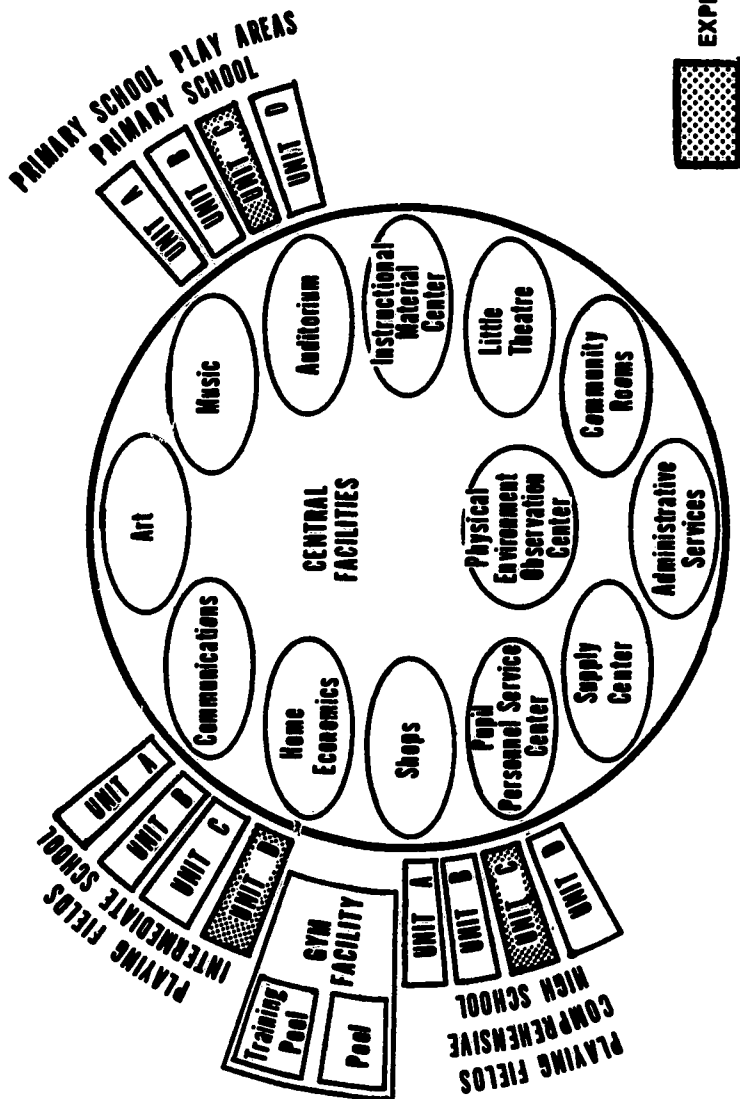 PRIMARY SCHOOL PLAY AREAS
PRIMARY SCHOOL
UNIT A
UNIT B
UNIT C
UNIT D
PLAYING FIELDS
INTERMEDIATE SCHOOL
UNIT A
UNIT B
UNIT C
UNIT D
GYM
FACILITY
Training
Pool
Pool
PLAYING FIELDS
COMPREHENSIVE
HIGH SCHOOL
UNIT A
UNIT B
UNIT C
UNIT D
CENTRAL
FACILITIES
Art
Music
Auditorium
Instructional
Material
Center
Little
Theatre
Community
Rooms
Administrative
Services
Supply
Center
Pupil
Personnel Service
Center
Shops
Home
Economics
Communications
Physical
Environment
Observation
Center